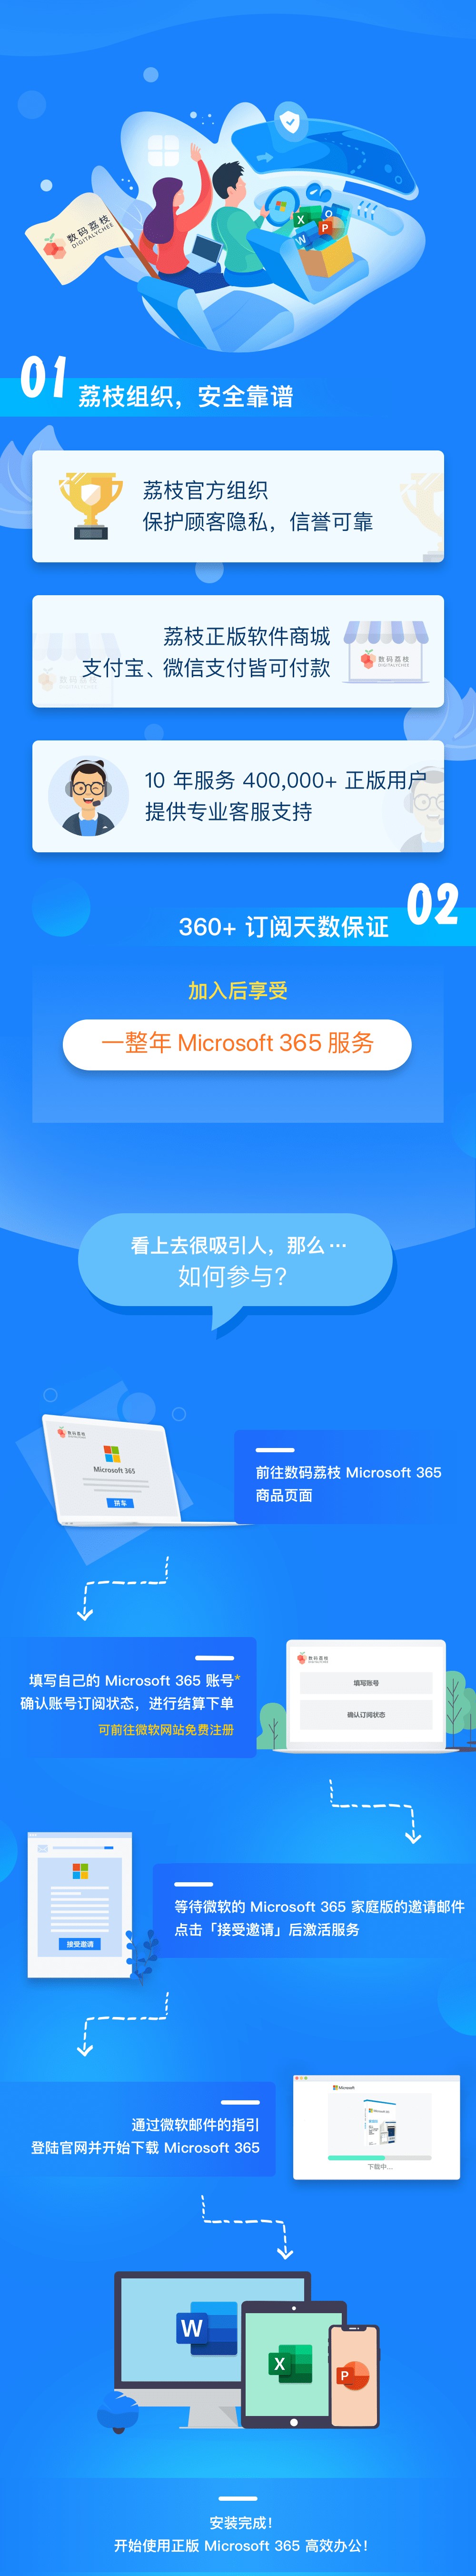 数码荔枝
DIGITALYCHEE
X
O
W
P
01
荔枝组织，安全靠谱
荔枝官方组织
保护顾客隐私，信誉可靠
荔枝正版软件商城
支付宝、微信支付皆可付款
数码荔枝
DIGITALYCHEE
数码荔枝
DIGITALYCHEE
10 年服务 400,000+ 正版用户
提供专业客服支持
02
360+ 订阅天数保证
加入后享受
一整年 Microsoft 365 服务
看上去很吸引人，那么…
如何参与？
数码荔枝
Microsoft 365
拼车
前往数码荔枝 Microsoft 365
商品页面
填写自己的 Microsoft 365 账号*
确认账号订阅状态，进行结算下单
可前往微软网站免费注册
数码荔枝
填写账号
确认订阅状态
接受邀请
等待微软的 Microsoft 365 家庭版的邀请邮件
点击「接受邀请」后激活服务
通过微软邮件的指引
登陆官网并开始下载 Microsoft 365
Microsoft
下载中...
W
X
P
安装完成！
开始使用正版 Microsoft 365 高效办公！